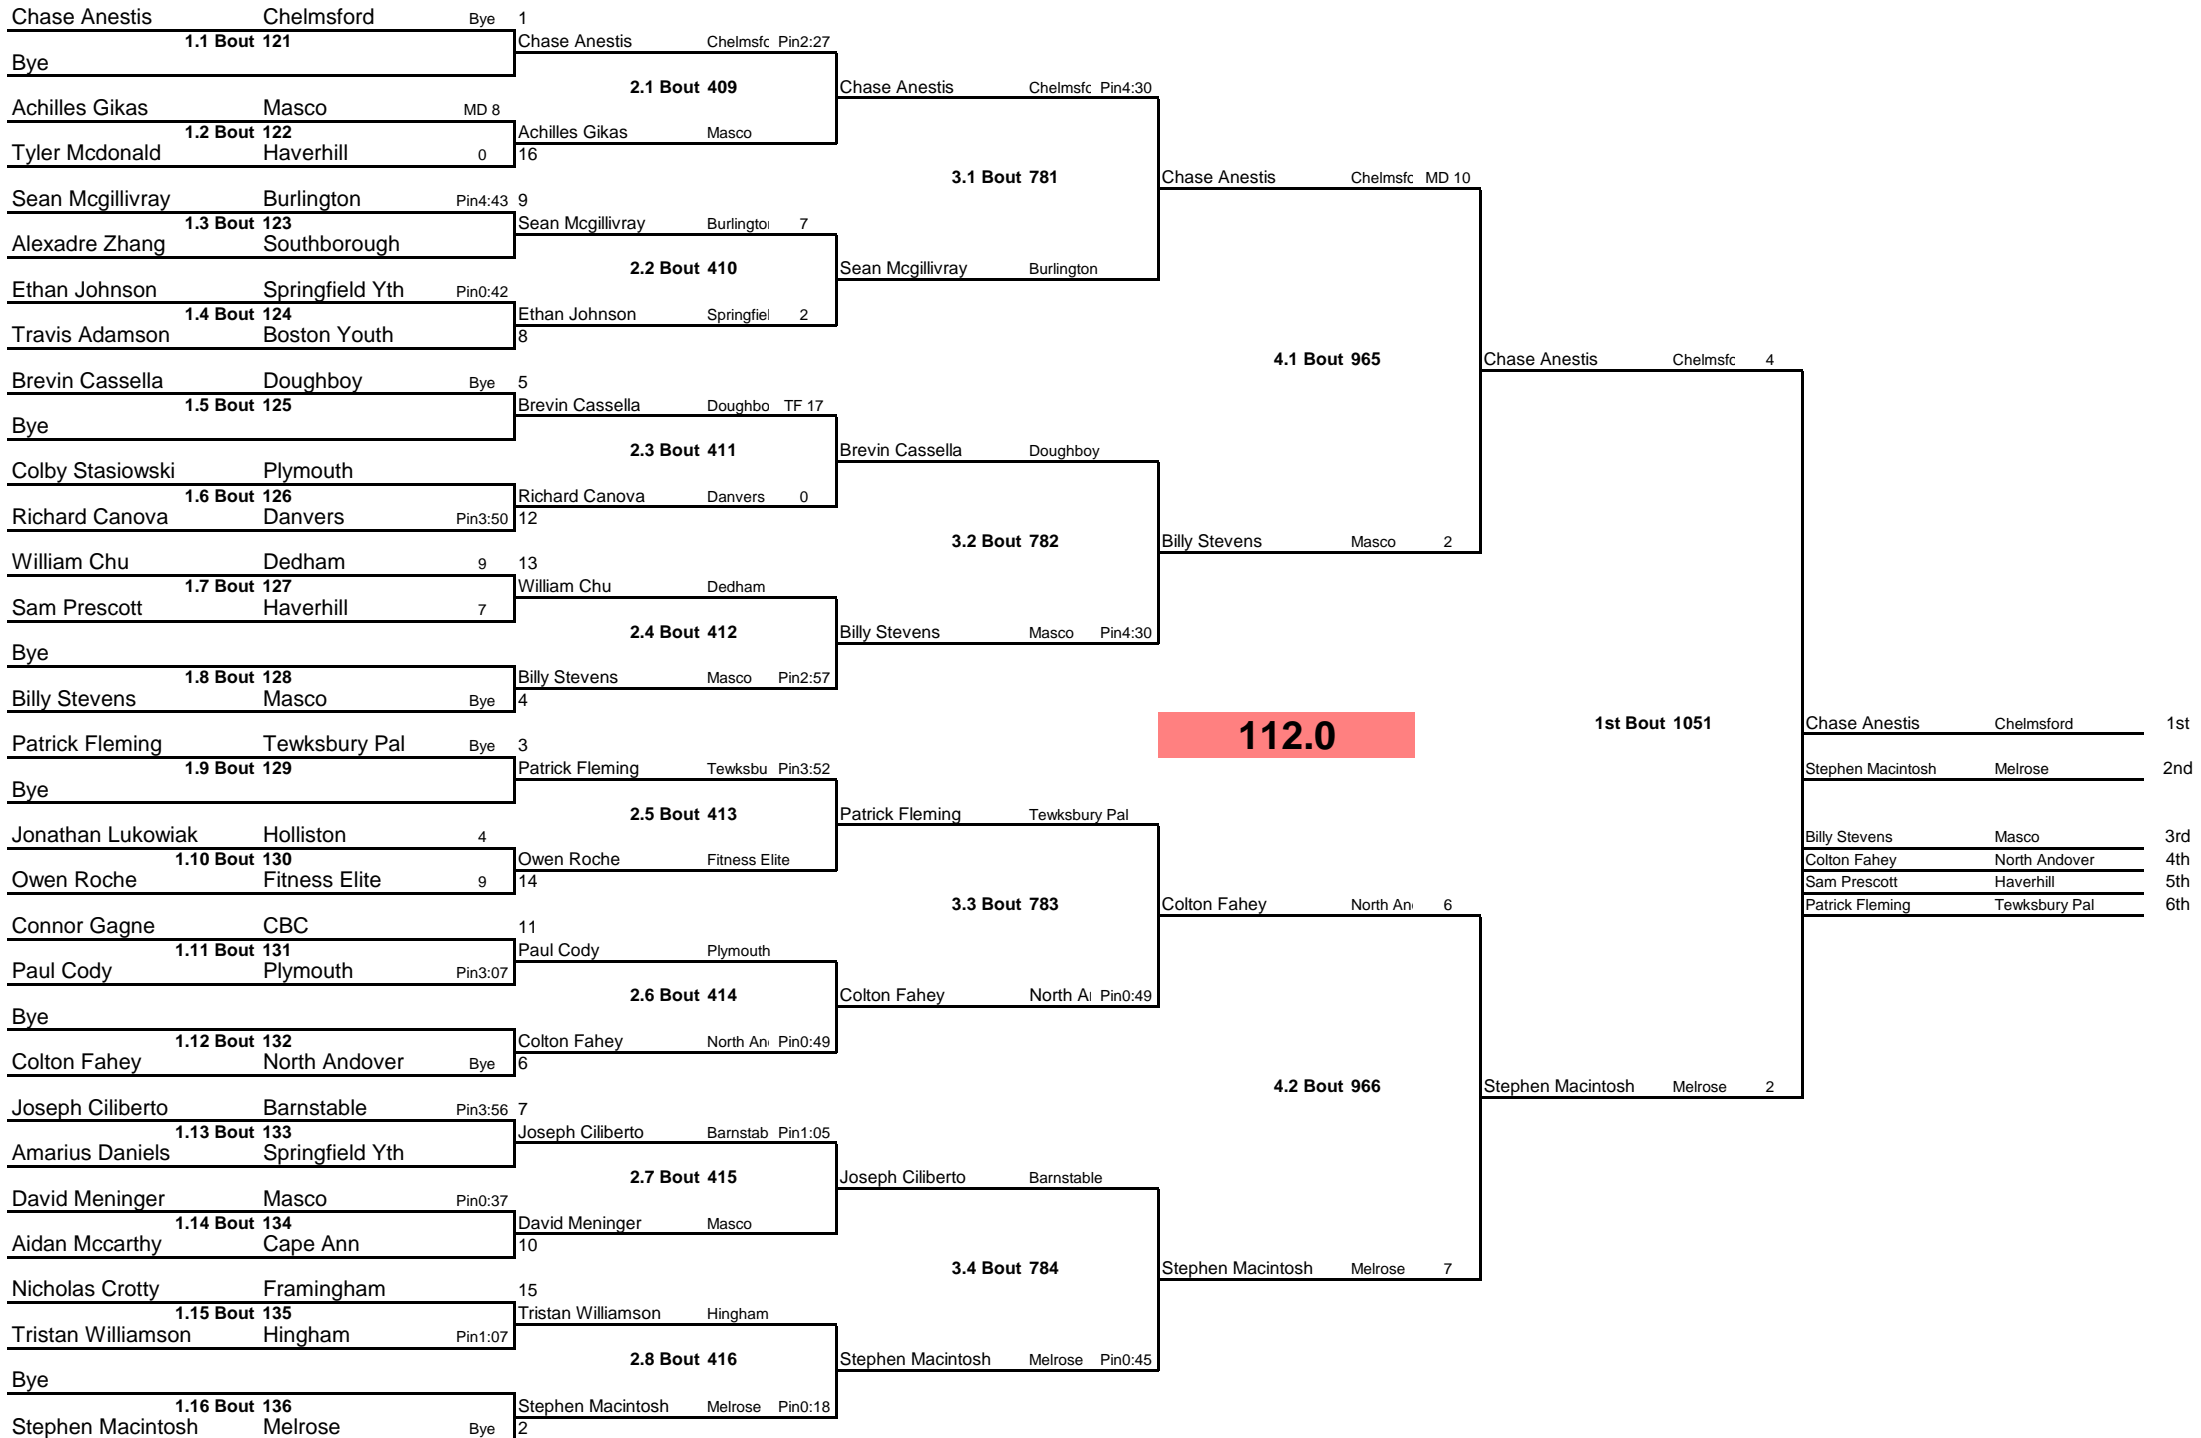 Chase Anestis Chelmsford Bye 1
1.1 Bout 121 Chase Anestis Chelmsfc Pin2:27
Bye
2.1 Bout 409 Chase Anestis Chelmsfc Pin4:30
Achilles Gikas Masco MD 8
1.2 Bout 122 Achilles Gikas Masco
Tyler Mcdonald Haverhill 0 16
3.1 Bout 781 Chase Anestis Chelmsfc MD 10
Sean Mcgillivray Burlington Pin4:43 9
1.3 Bout 123 Sean Mcgillivray Burlingto 7
Alexadre Zhang Southborough
2.2 Bout 410 Sean Mcgillivray Burlington
Ethan Johnson Springfield Yth Pin0:42
1.4 Bout 124 Ethan Johnson Springfiel 2
Travis Adamson Boston Youth 8
4.1 Bout 965 Chase Anestis Chelmsfc 4
Brevin Cassella Doughboy Bye 5
1.5 Bout 125 Brevin Cassella Doughbo TF 17
Bye
2.3 Bout 411 Brevin Cassella Doughboy
Colby Stasiowski Plymouth
1.6 Bout 126 Richard Canova Danvers 0
Richard Canova Danvers Pin3:50 12
3.2 Bout 782 Billy Stevens Masco 2
William Chu Dedham 9 13
1.7 Bout 127 William Chu Dedham
Sam Prescott Haverhill 7
2.4 Bout 412 Billy Stevens Masco Pin4:30
Bye
1.8 Bout 128 Billy Stevens Masco Pin2:57
Billy Stevens Masco Bye 4
112.0 1st Bout 1051 Chase Anestis Chelmsford 1st
Patrick Fleming Tewksbury Pal Bye 3
1.9 Bout 129 Patrick Fleming Tewksbu Pin3:52 Stephen Macintosh Melrose 2nd
Bye
2.5 Bout 413 Patrick Fleming Tewksbury Pal
Jonathan Lukowiak Holliston 4 Billy Stevens Masco 3rd
1.10 Bout 130 Owen Roche Fitness Elite Colton Fahey North Andover 4th
Owen Roche Fitness Elite 9 14 Sam Prescott Haverhill 5th
3.3 Bout 783 Colton Fahey North An 6 Patrick Fleming Tewksbury Pal 6th
Connor Gagne CBC 11
1.11 Bout 131 Paul Cody Plymouth
Paul Cody Plymouth Pin3:07
2.6 Bout 414 Colton Fahey North A Pin0:49
Bye
1.12 Bout 132 Colton Fahey North An Pin0:49
Colton Fahey North Andover Bye 6
4.2 Bout 966 Stephen Macintosh Melrose 2
Joseph Ciliberto Barnstable Pin3:56 7
1.13 Bout 133 Joseph Ciliberto Barnstab Pin1:05
Amarius Daniels Springfield Yth
2.7 Bout 415 Joseph Ciliberto Barnstable
David Meninger Masco Pin0:37
1.14 Bout 134 David Meninger Masco
Aidan Mccarthy Cape Ann 10
3.4 Bout 784 Stephen Macintosh Melrose 7
Nicholas Crotty Framingham 15
1.15 Bout 135 Tristan Williamson Hingham
Tristan Williamson Hingham Pin1:07
2.8 Bout 416 Stephen Macintosh Melrose Pin0:45
Bye
1.16 Bout 136 Stephen Macintosh Melrose Pin0:18
Stephen Macintosh Melrose Bye 2